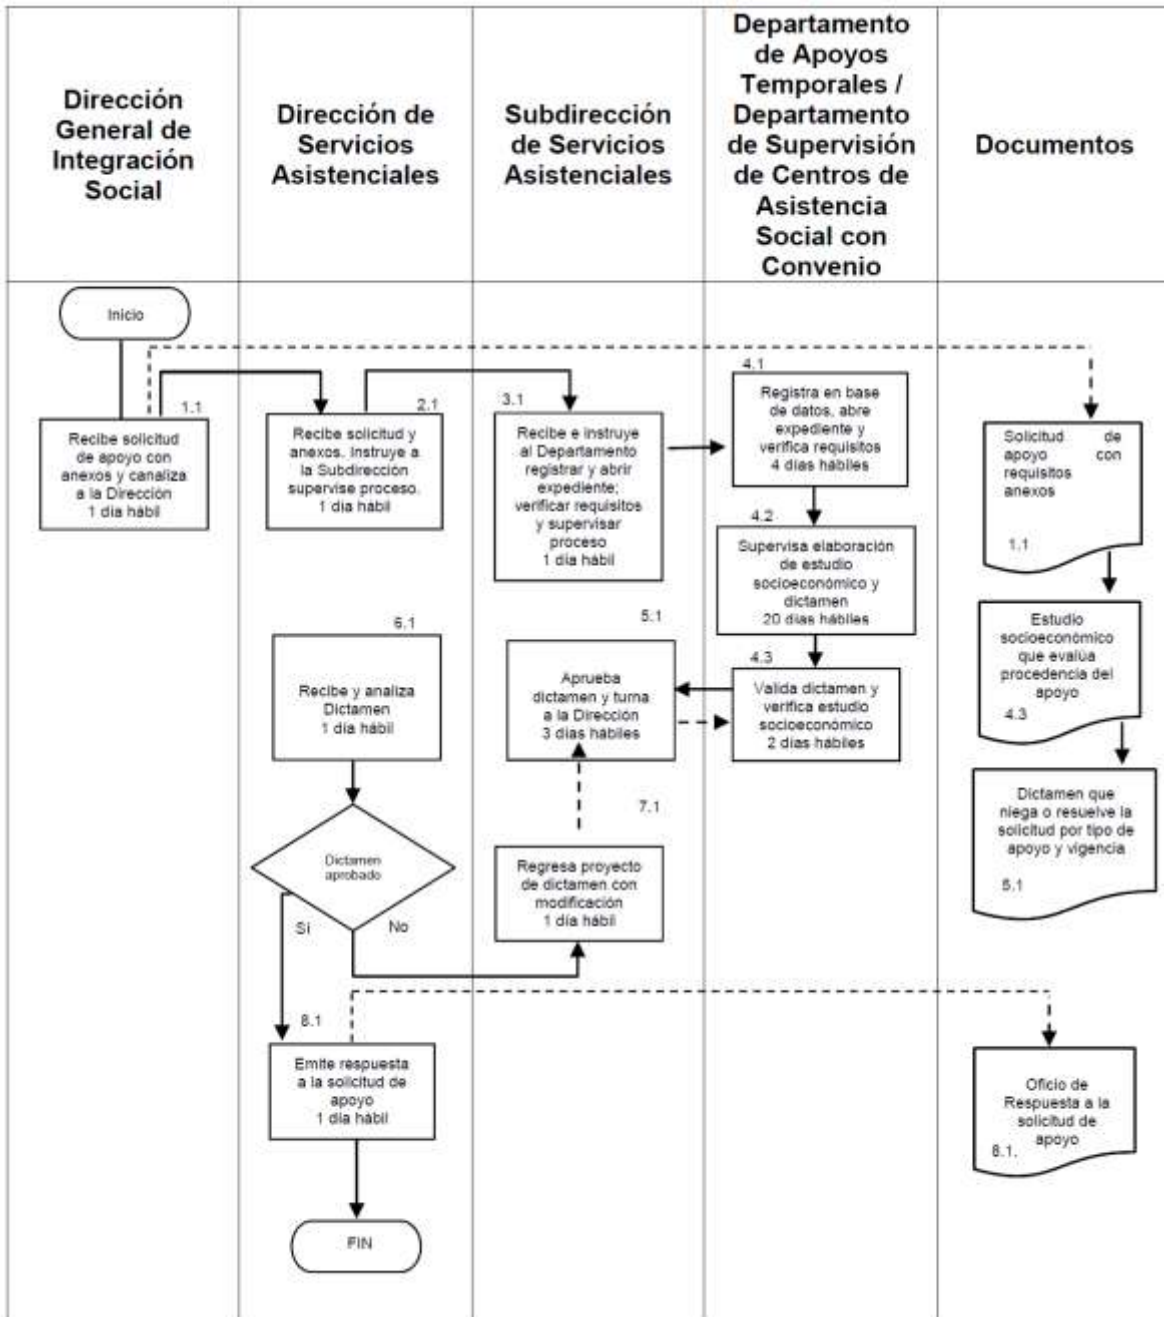 Dirección
General de
Integración
Social
Dirección de
Servicios
Asistenciales
Subdirección
de Servicios
Asistenciales
Departamento
de Apoyos
Temporales /
Departamento
de Supervisión
de Centros de
Asistencia
Social con
Convenio
Documentos
Inicio
1.1
Recibe solicitud
de apoyo con
anexos y canaliza
a la Dirección
1 día hábil
2.1
Recibe solicitud y
anexos. Instruye a
la Subdirección
supervise proceso.
1 día hábil
3.1
Recibe e instruye
al Departamento
registrar y abrir
expediente;
verificar requisitos
y supervisar
proceso
1 día hábil
4.1
Registra en base
de datos, abre
expediente y
verifica requisitos
4 días hábiles
Solicitud de
apoyo con
requisitos
anexos
1.1
4.2
Supervisa elaboración
de estudio
socioeconómico y
dictamen
20 días hábiles
Estudio
socioeconómico
que evalúa
procedencia del
apoyo
4.3
6.1
Recibe y analiza
Dictamen
1 día hábil
5.1
Aprueba
dictamen y turna
a la Dirección
3 días hábiles
4.3
Valida dictamen y
verifica estudio
socioeconómico
2 días hábiles
Dictamen que
niega o resuelve la
solicitud por tipo de
apoyo y vigencia
5.1
7.1
Dictamen
aprobado
Si
No
Regresa proyecto
de dictamen con
modificación
1 día hábil
8.1
Emite respuesta
a la solicitud de
apoyo
1 día hábil
Oficio de
Respuesta a la
solicitud de
apoyo
8.1.
FIN